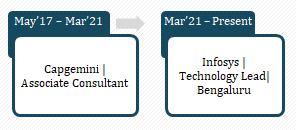 May’17 – Mar’21
Capgemini |
Associate Consultant
Mar’21 – Present
Infosys |
Technology Lead|
Bengaluru